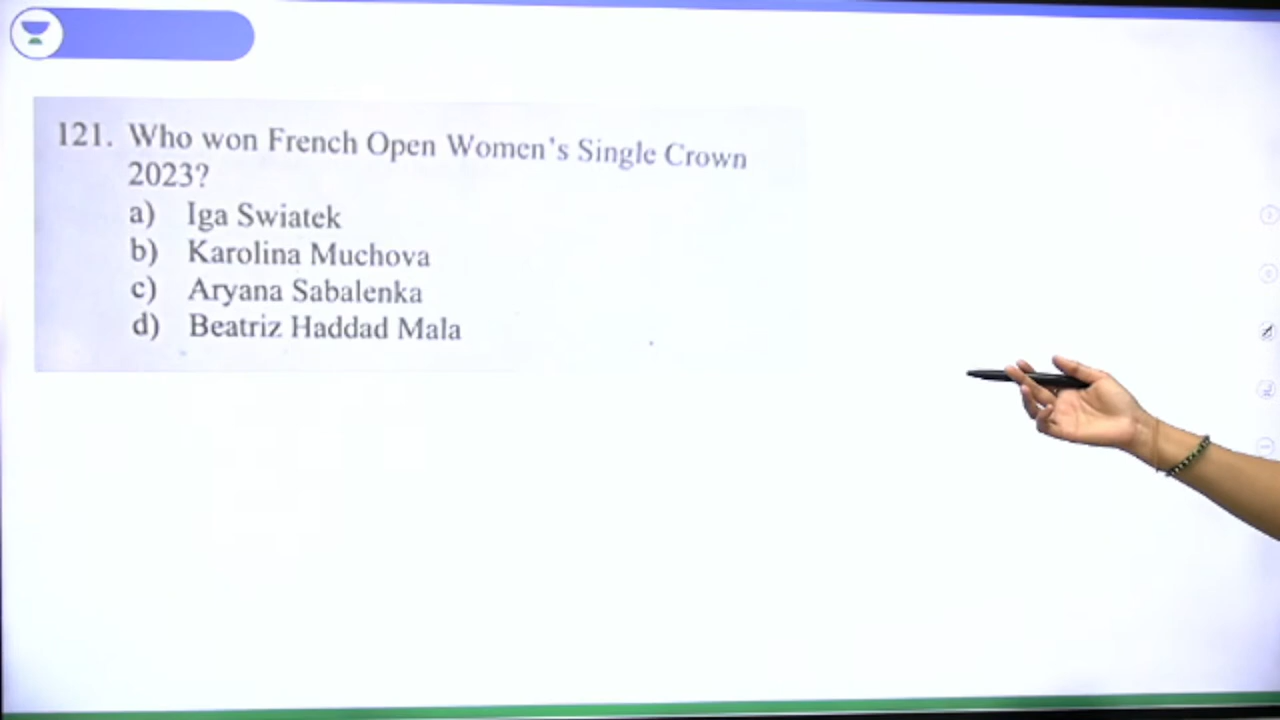 121. Who won French Open Women's Single Crown
2023?
a) Iga Swiatek
b) Karolina Muchova
c) Aryana Sabalenka
d) Beatriz Haddad Mala